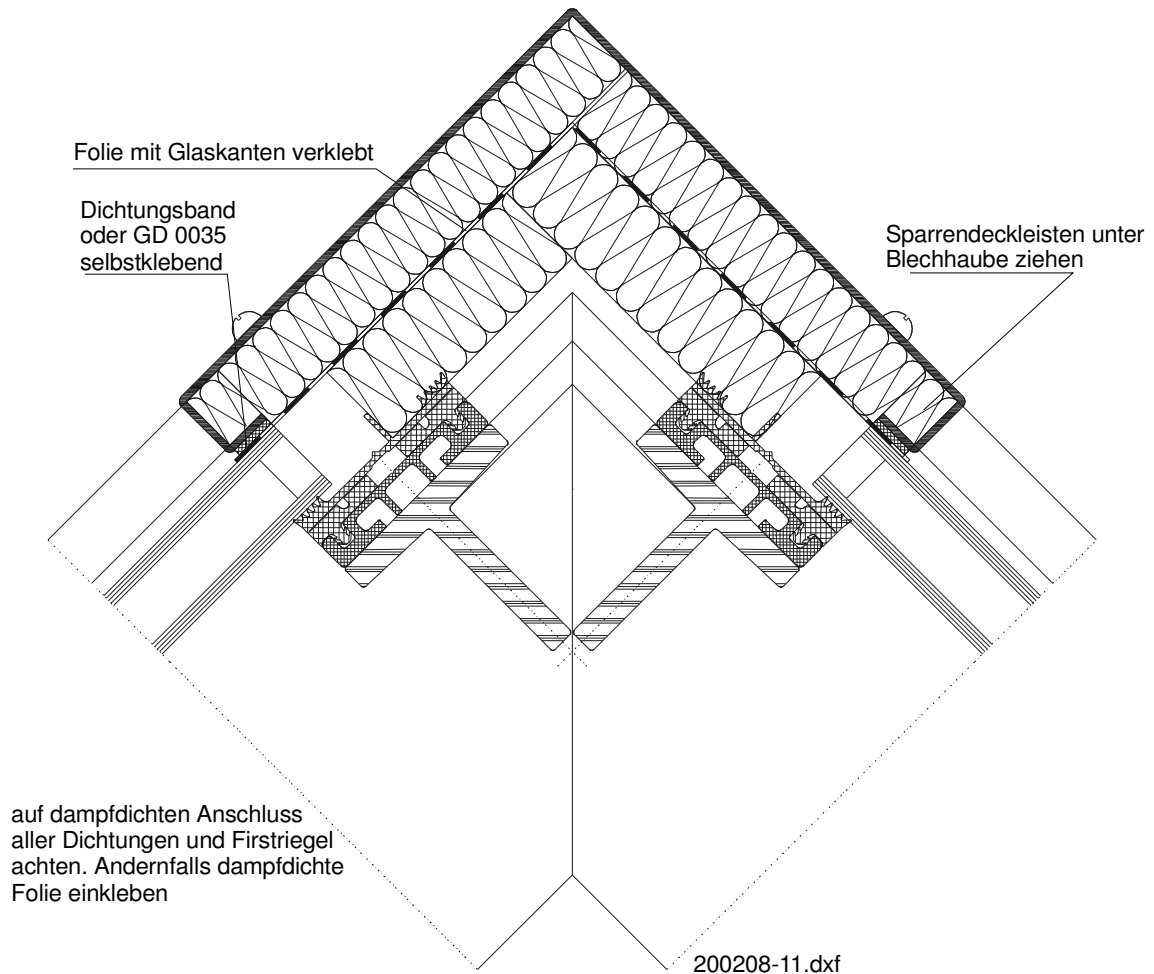 Folie mit Glaskanten verklebt
Dichtungsband
oder GD 0035
selbstklebend
Sparrendeckleisten unter
Blechhaube ziehen
auf dampfdichten Anschluss
aller Dichtungen und Firstriegel
achten. Andernfalls dampfdichte
Folie einkleben
200208-11.dxf